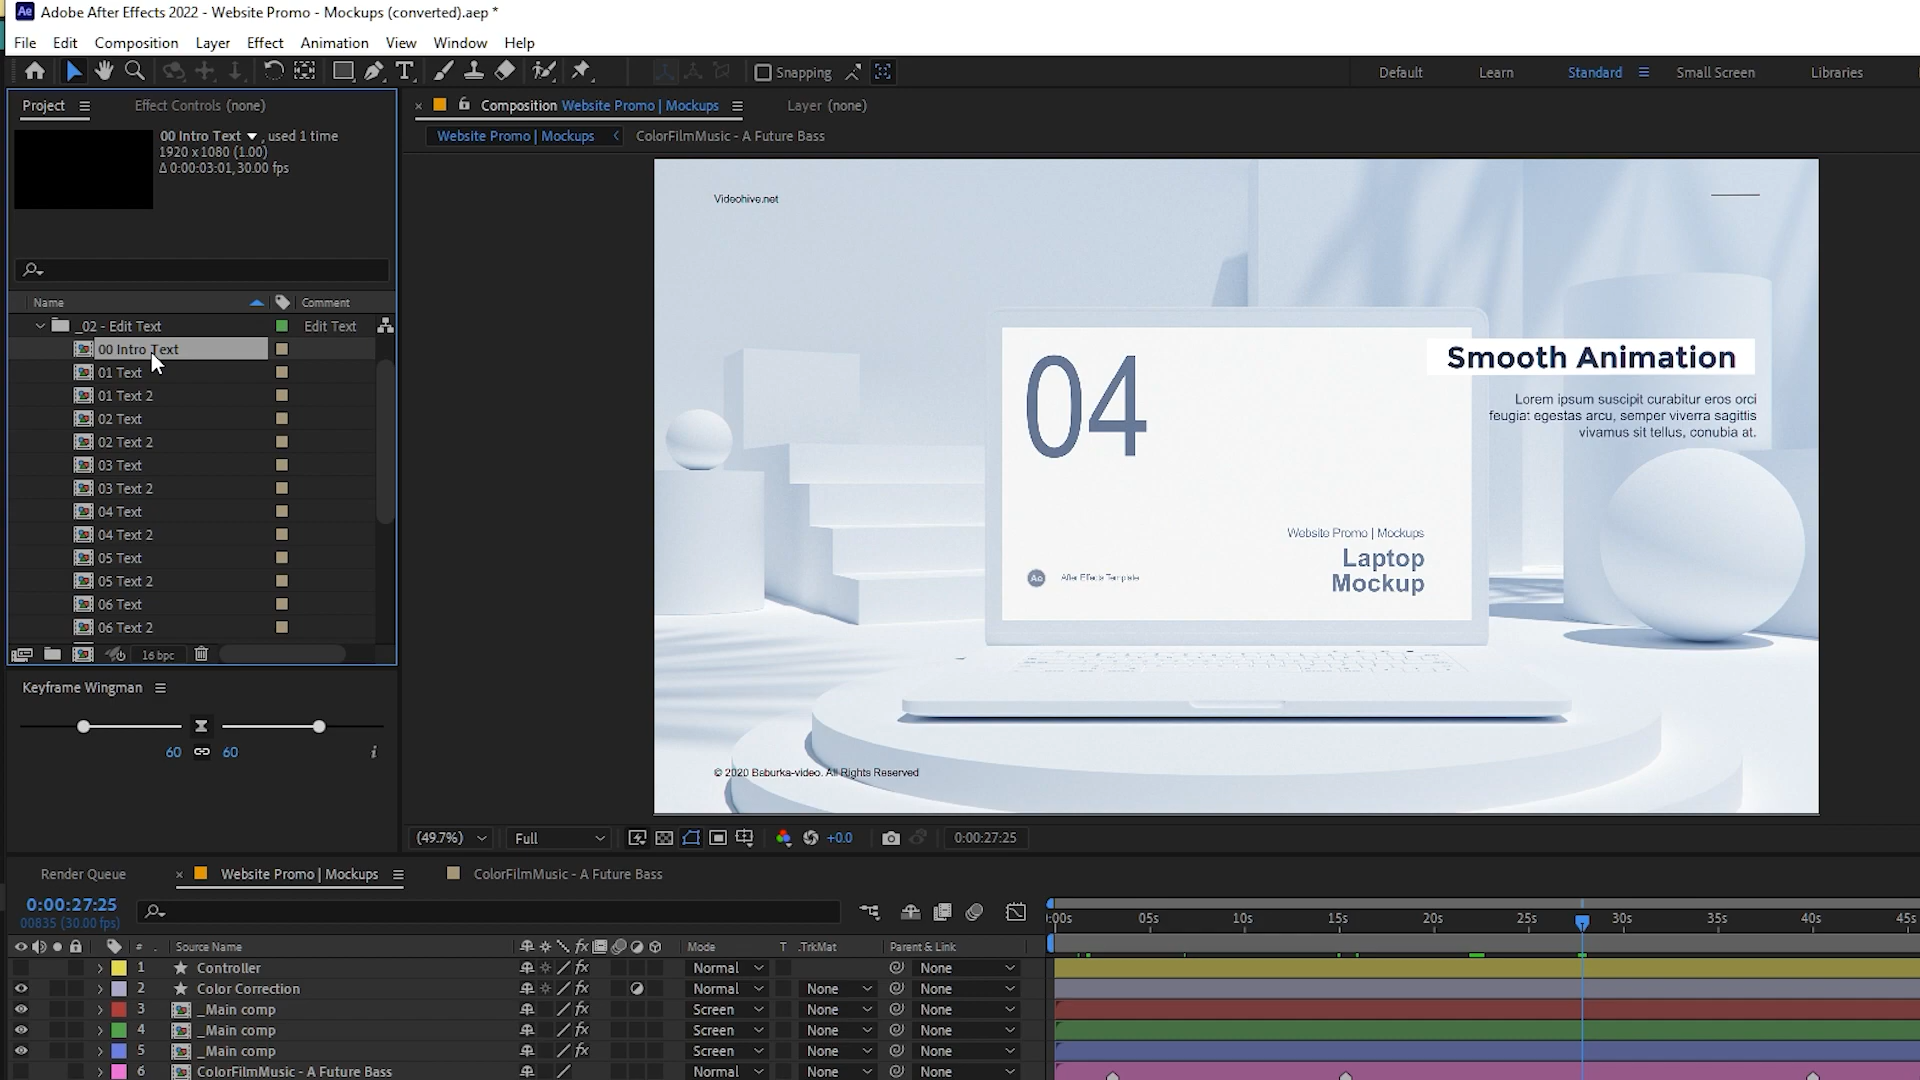 Adobe After Effects 2022 - Website Promo - Mockups (converted).aep *
File Edit Composition Layer Effect Animation View Window Help
Snapping Default Learn Standard Small Screen Libraries
Project Effect Controls (none)
Composition Website Promo | Mockups Layer (none)
Website Promo | Mockups ColorFilmMusic - A Future Bass
00 Intro Text , used 1 time
1920 x 1080 (1.00)
Δ 0:00:03:01, 30.00 fps
Name Comment
_02 - Edit Text Edit Text
00 Intro Text
01 Text
01 Text 2
02 Text
02 Text 2
03 Text
03 Text 2
04 Text
04 Text 2
05 Text
05 Text 2
06 Text
06 Text 2
16 bpc
Keyframe Wingman
60 60
Videohive.net
04
Smooth Animation
Lorem ipsum suscipit curabitur eros orci
feugiat egestas arcu, semper viverra sagittis
vivamus sit tellus, conubia at.
Website Promo | Mockups
Laptop
Mockup
Ae After Effects Template
© 2020 Baburka-video. All Rights Reserved
(49.7%) Full +0.0 0:00:27:25
Render Queue Website Promo | Mockups ColorFilmMusic - A Future Bass
0:00:27:25
00835 (30.00 fps)
:00s 05s 10s 15s 20s 25s 30s 35s 40s 45s
# Source Name fx Mode T .TrkMat Parent & Link
1 Controller fx Normal None
2 Color Correction fx Normal None None
3 _Main comp fx Screen None None
4 _Main comp fx Screen None None
5 _Main comp fx Screen None None
6 ColorFilmMusic - A Future Bass Normal None None